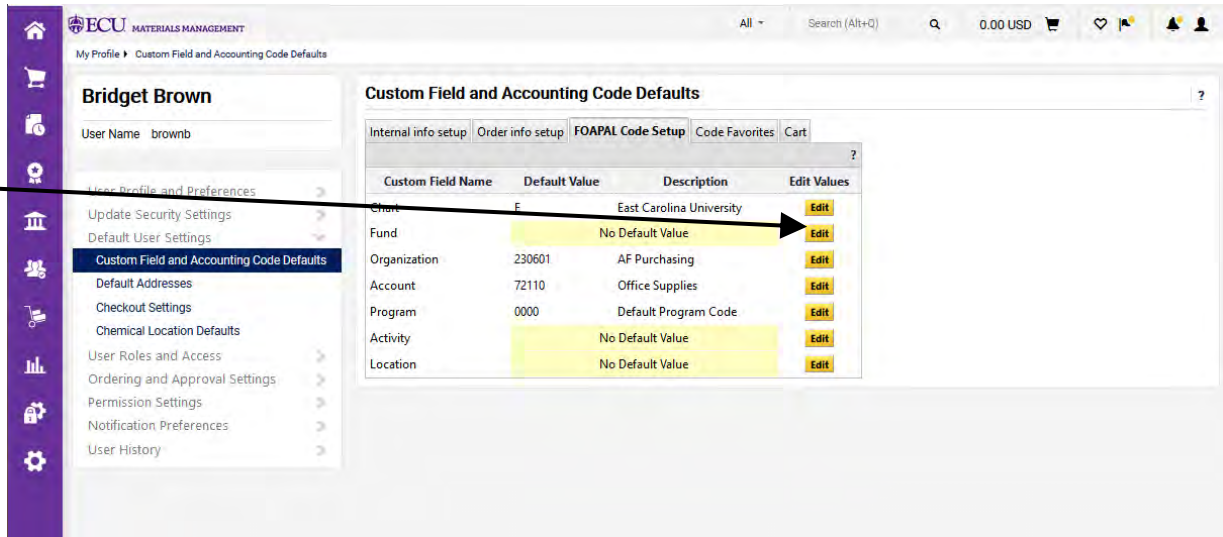 ECU MATERIALS MANAGEMENT
All
Search (Alt+Q)
0.00 USD
My Profile Custom Field and Accounting Code Defaults
Bridget Brown
User Name brownb
User Profile and Preferences
Update Security Settings
Default User Settings
Custom Field and Accounting Code Defaults
Default Addresses
Checkout Settings
Chemical Location Defaults
User Roles and Access
Ordering and Approval Settings
Permission Settings
Notification Preferences
User History
Custom Field and Accounting Code Defaults
?
Internal info setup Order info setup FOAPAL Code Setup Code Favorites Cart
?
Custom Field Name Default Value Description Edit Values
Chart E East Carolina University Edit
Fund No Default Value Edit
Organization 230601 AF Purchasing Edit
Account 72110 Office Supplies Edit
Program 0000 Default Program Code Edit
Activity No Default Value Edit
Location No Default Value Edit